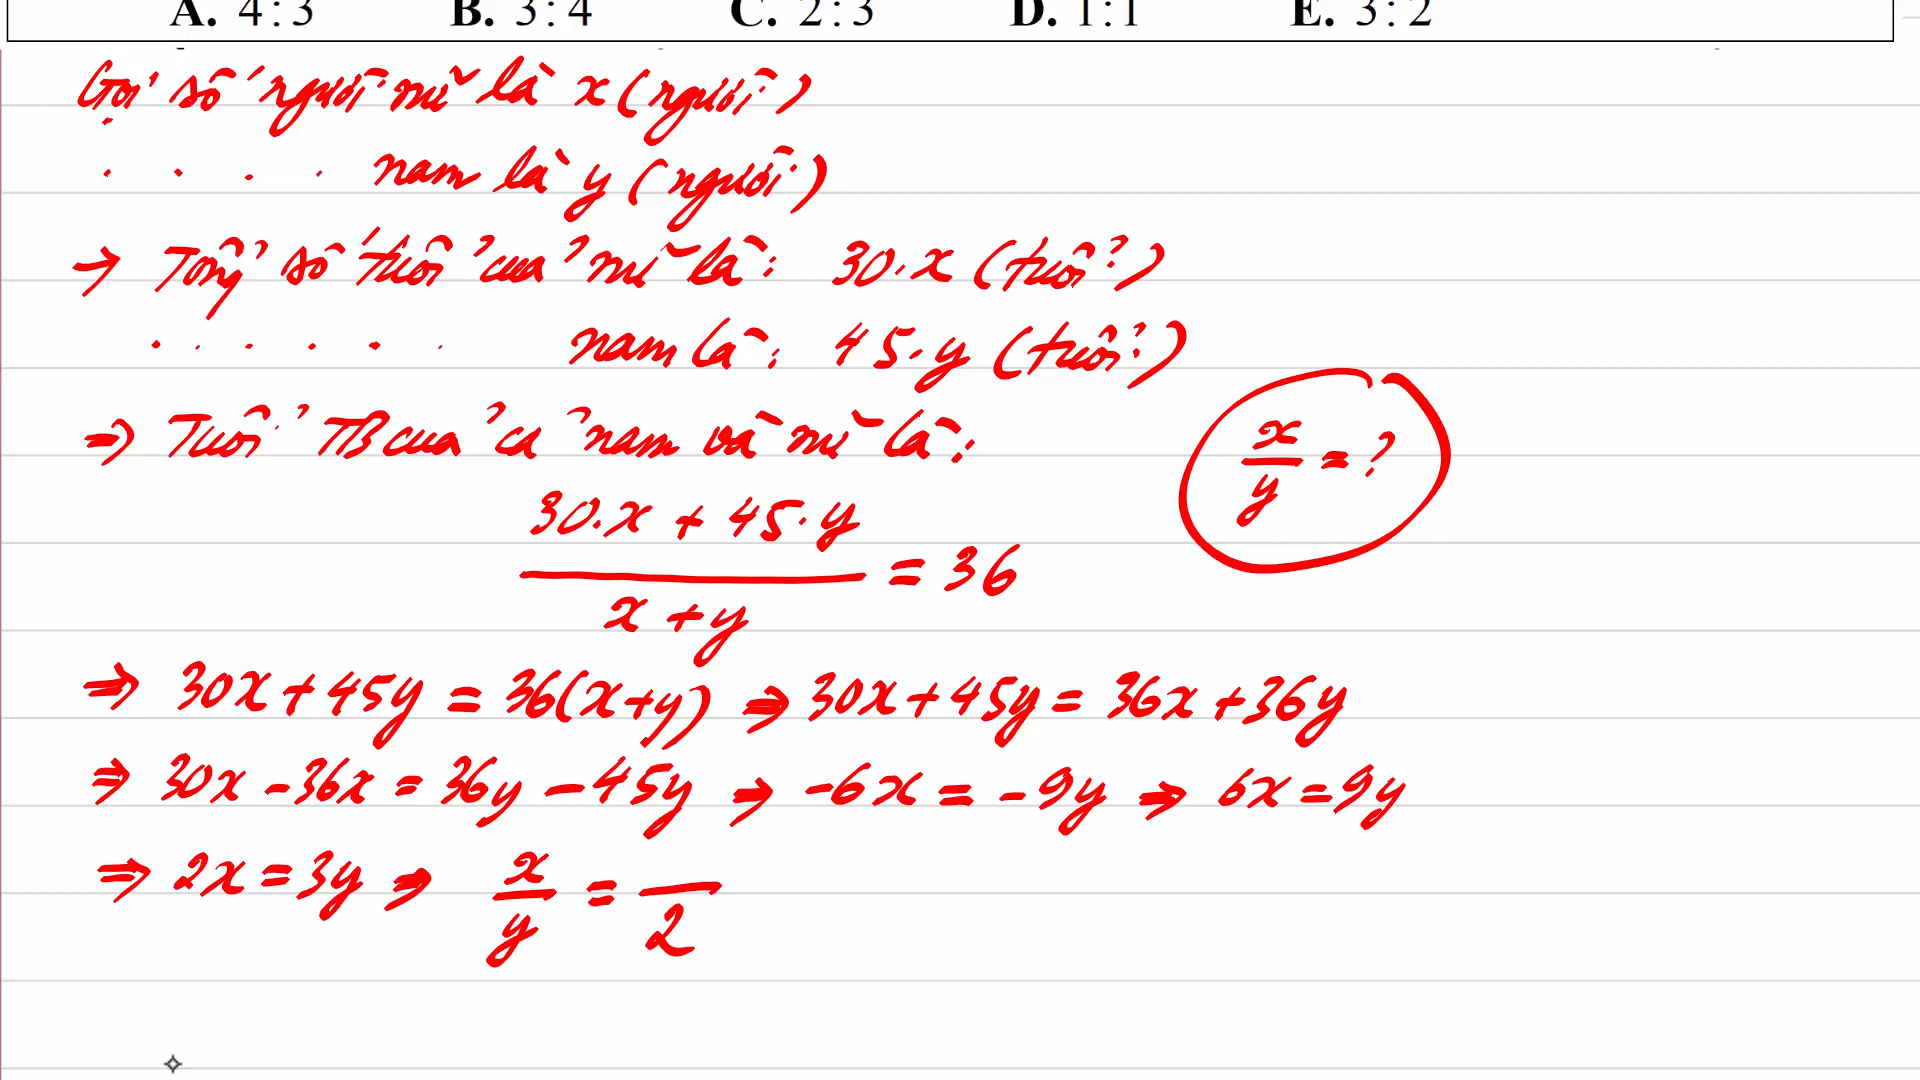 A. 4 : 3 B. 3 : 4 C. 2 : 3 D. 1 : 1 E. 3 : 2
Gọi số người nữ là x (người)
. . . . nam là y (người)
→ Tổng số tuổi của nữ là: 30.x (tuổi)
. . . . . . nam là: 45.y (tuổi)
⇒ Tuổi TB của cả nam và nữ là:
x/y = ?
(30.x + 45.y)/(x + y) = 36
⇒ 30x + 45y = 36(x+y) ⇒ 30x + 45y = 36x + 36y
⇒ 30x - 36x = 36y - 45y ⇒ -6x = -9y ⇒ 6x = 9y
⇒ 2x = 3y ⇒ x/y = /2